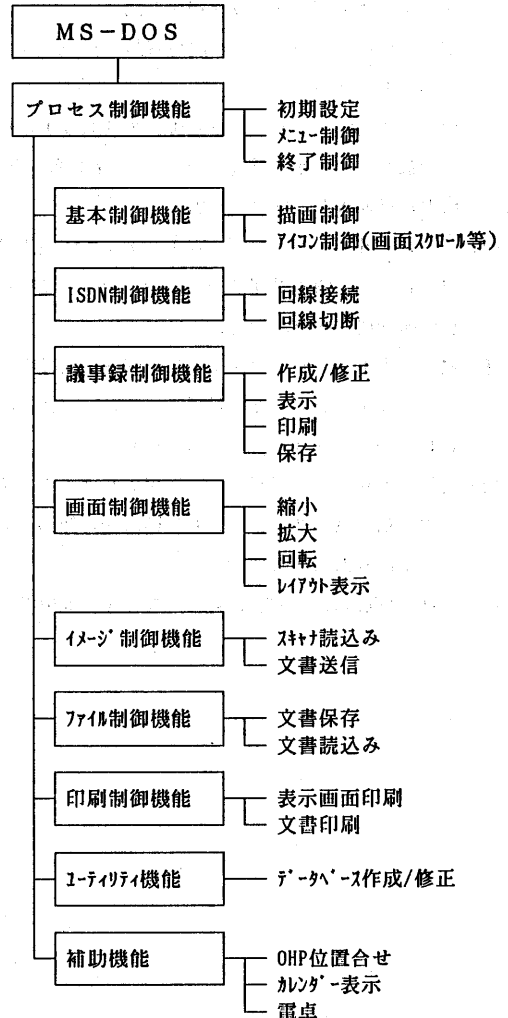 MS-DOS
プロセス制御機能
初期設定
ﾒﾆｭｰ制御
終了制御
基本制御機能
描画制御
ｱｲｺﾝ制御(画面ｽｸﾛｰﾙ等)
ISDN制御機能
回線接続
回線切断
議事録制御機能
作成/修正
表示
印刷
保存
画面制御機能
縮小
拡大
回転
ﾚｲｱｳﾄ表示
ｲﾒｰｼﾞ制御機能
ｽｷｬﾅ読込み
文書送信
ﾌｧｲﾙ制御機能
文書保存
文書読込み
印刷制御機能
表示画面印刷
文書印刷
ﾕｰﾃｨﾘﾃｨ機能
ﾃﾞｰﾀﾍﾞｰｽ作成/修正
補助機能
OHP位置合せ
ｶﾚﾝﾀﾞｰ表示
電卓